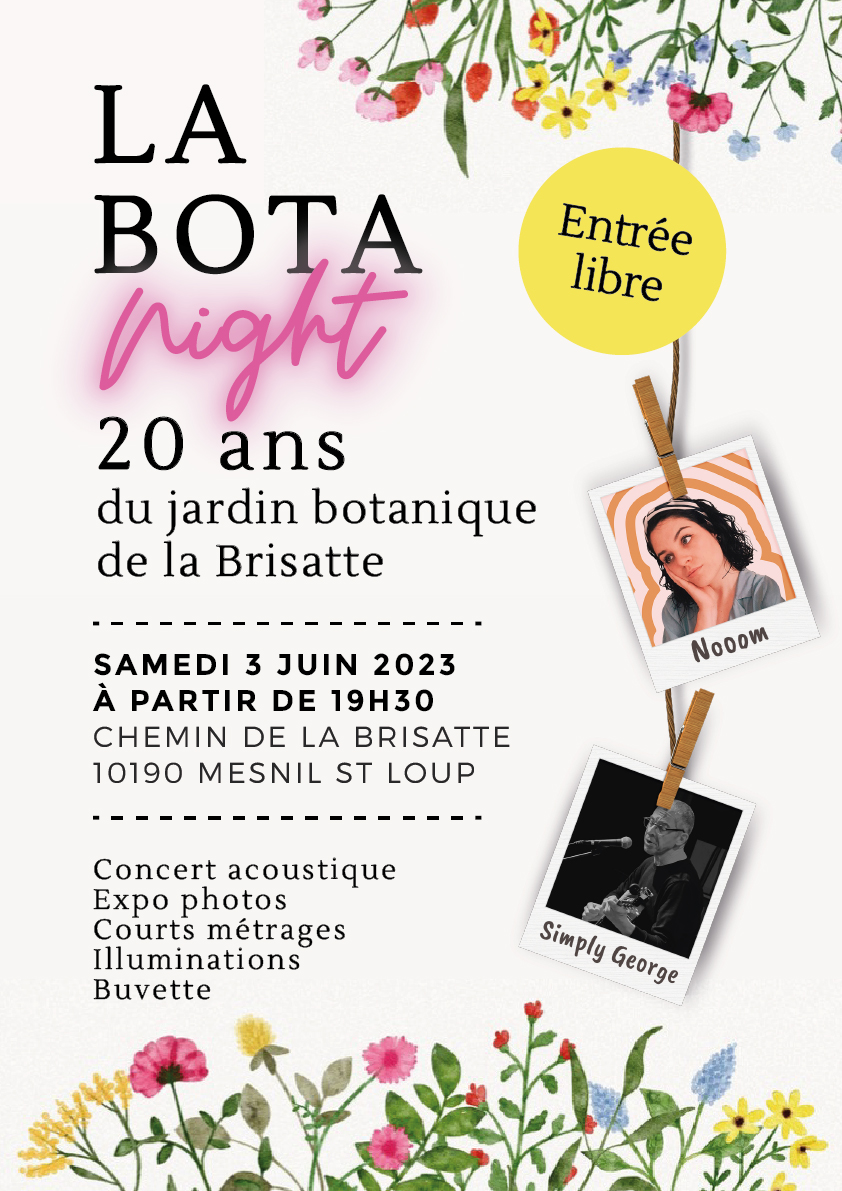 LA
BOTA
night
Entrée
libre
20 ans
du jardin botanique
de la Brisatte
SAMEDI 3 JUIN 2023
À PARTIR DE 19H30
CHEMIN DE LA BRISATTE
10190 MESNIL ST LOUP
Nooom
Simply George
Concert acoustique
Expo photos
Courts métrages
Illuminations
Buvette